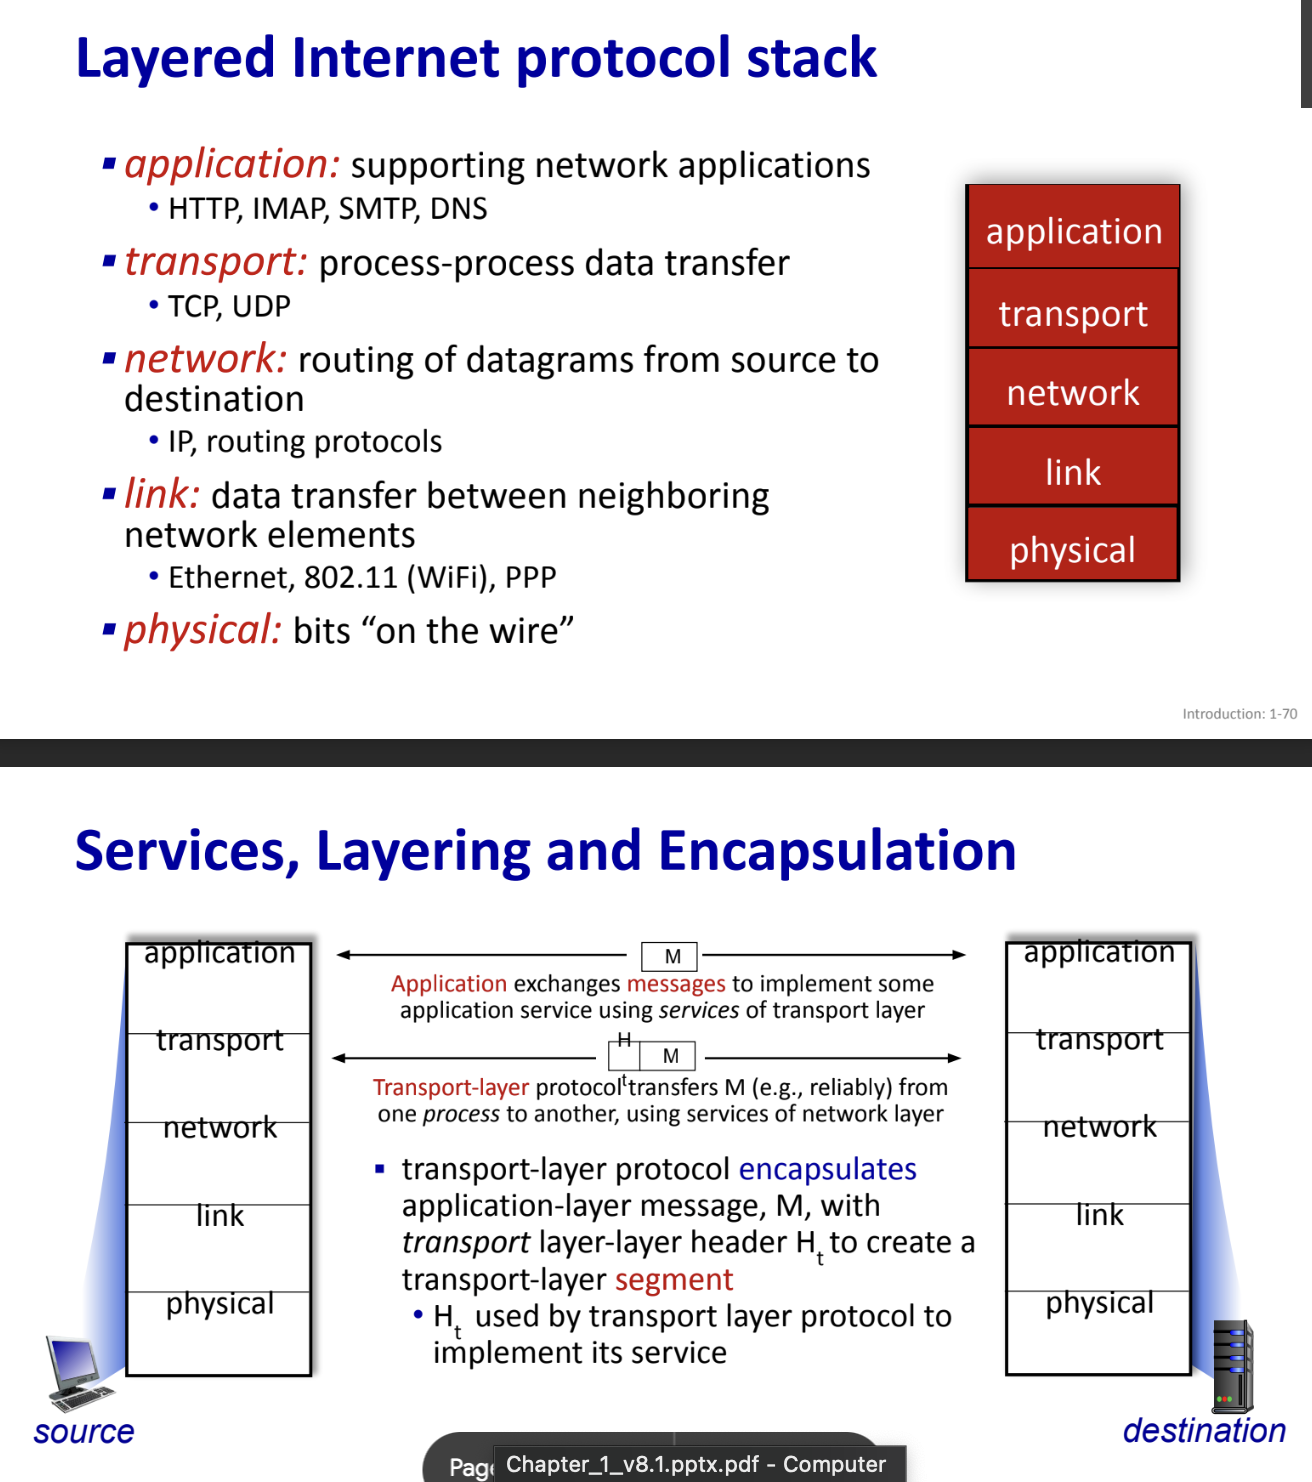 Layered Internet protocol stack
▪ application: supporting network applications
• HTTP, IMAP, SMTP, DNS
▪ transport: process-process data transfer
• TCP, UDP
▪ network: routing of datagrams from source to
destination
• IP, routing protocols
▪ link: data transfer between neighboring
network elements
• Ethernet, 802.11 (WiFi), PPP
▪ physical: bits “on the wire”
application
transport
network
link
physical
Introduction: 1-70
Services, Layering and Encapsulation
application
transport
network
link
physical
source
M
Application exchanges messages to implement some
application service using services of transport layer
Ht M
Transport-layer protocol transfers M (e.g., reliably) from
one process to another, using services of network layer
▪ transport-layer protocol encapsulates
application-layer message, M, with
transport layer-layer header Ht to create a
transport-layer segment
• Ht used by transport layer protocol to
implement its service
application
transport
network
link
physical
destination
Chapter_1_v8.1.pptx.pdf - Computer